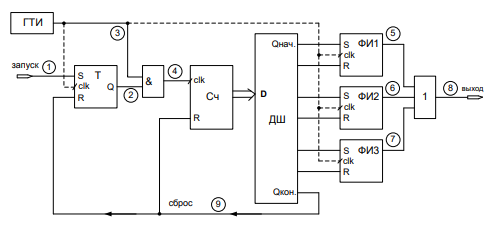 ГТИ
запуск
1
S
T
clk
Q
R
2
3
&
4
clk
Сч
R
D
ДШ
Qнач.
Qкон.
S
ФИ1
clk
R
5
S
ФИ2
clk
R
6
S
ФИ3
clk
R
7
1
8
выход
сброс
9